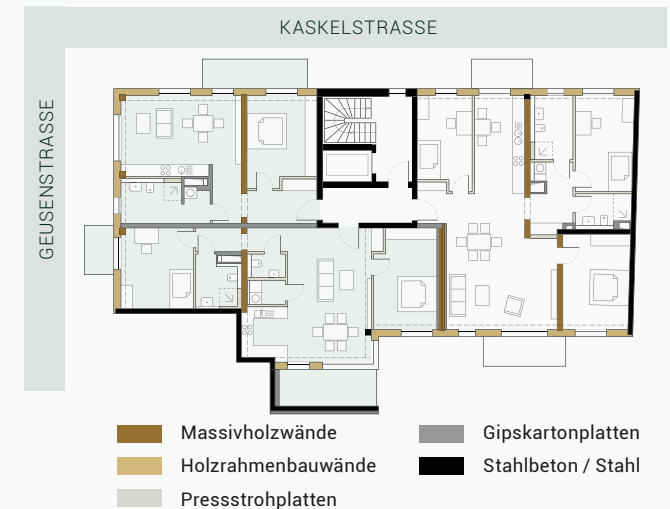 KASKELSTRASSE
GEUSENSTRASSE
Massivholzwände
Holzrahmenbauwände
Pressstrohplatten
Gipskartonplatten
Stahlbeton / Stahl